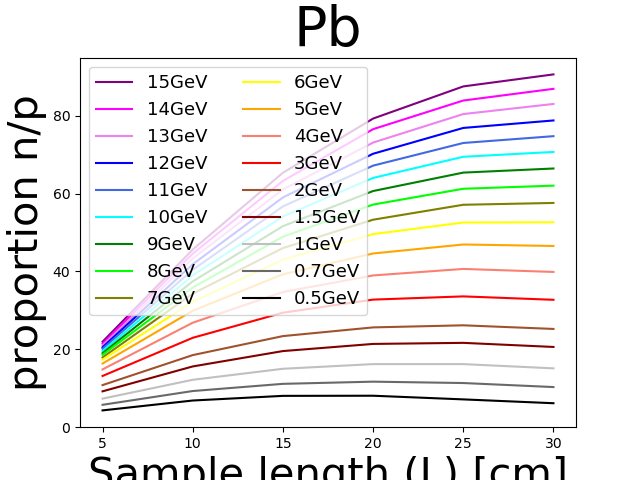 Pb
proportion n/p
80
60
40
20
0
15GeV
14GeV
13GeV
12GeV
11GeV
10GeV
9GeV
8GeV
7GeV
6GeV
5GeV
4GeV
3GeV
2GeV
1.5GeV
1GeV
0.7GeV
0.5GeV
5 10 15 20 25 30
Sample length (L) [cm]